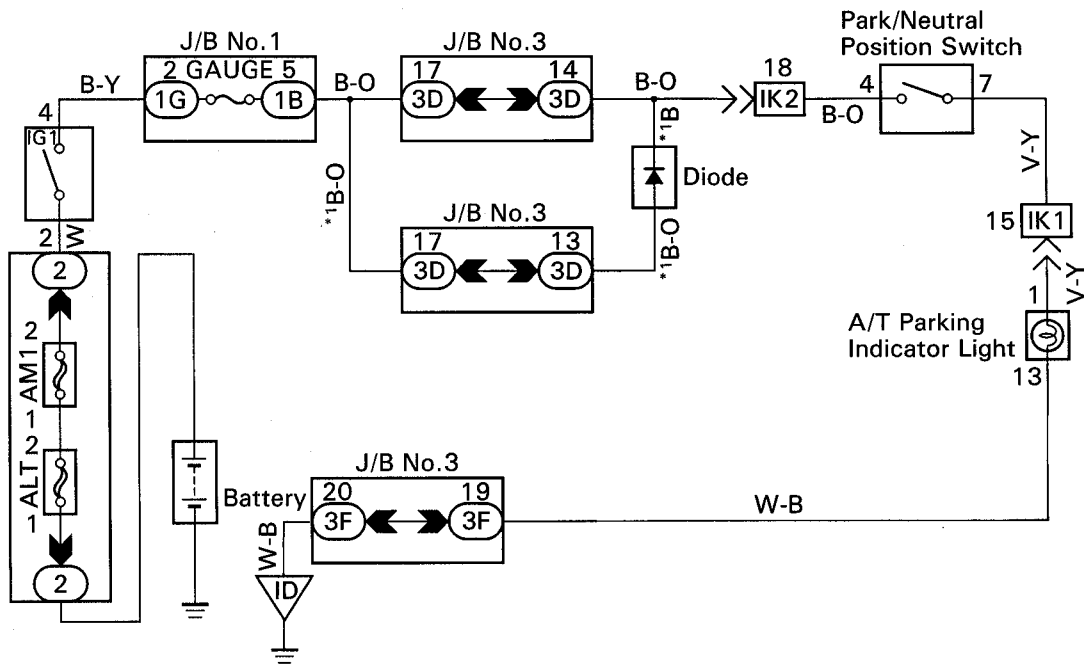 J/B No.1
2 GAUGE 5
1G
1B
B-Y
B-O
J/B No.3
17
14
3D
3D
B-O
18
IK2
B-O
Park/Neutral
Position Switch
4
7
V-Y
4
IG1
2
W
*1B-O
*1B
Diode
*1B-O
J/B No.3
17
13
3D
3D
15
IK1
V-Y
1
A/T Parking
Indicator Light
13
2
2
AM1
1
2
ALT
1
2
Battery
J/B No.3
20
19
3F
3F
W-B
W-B
ID